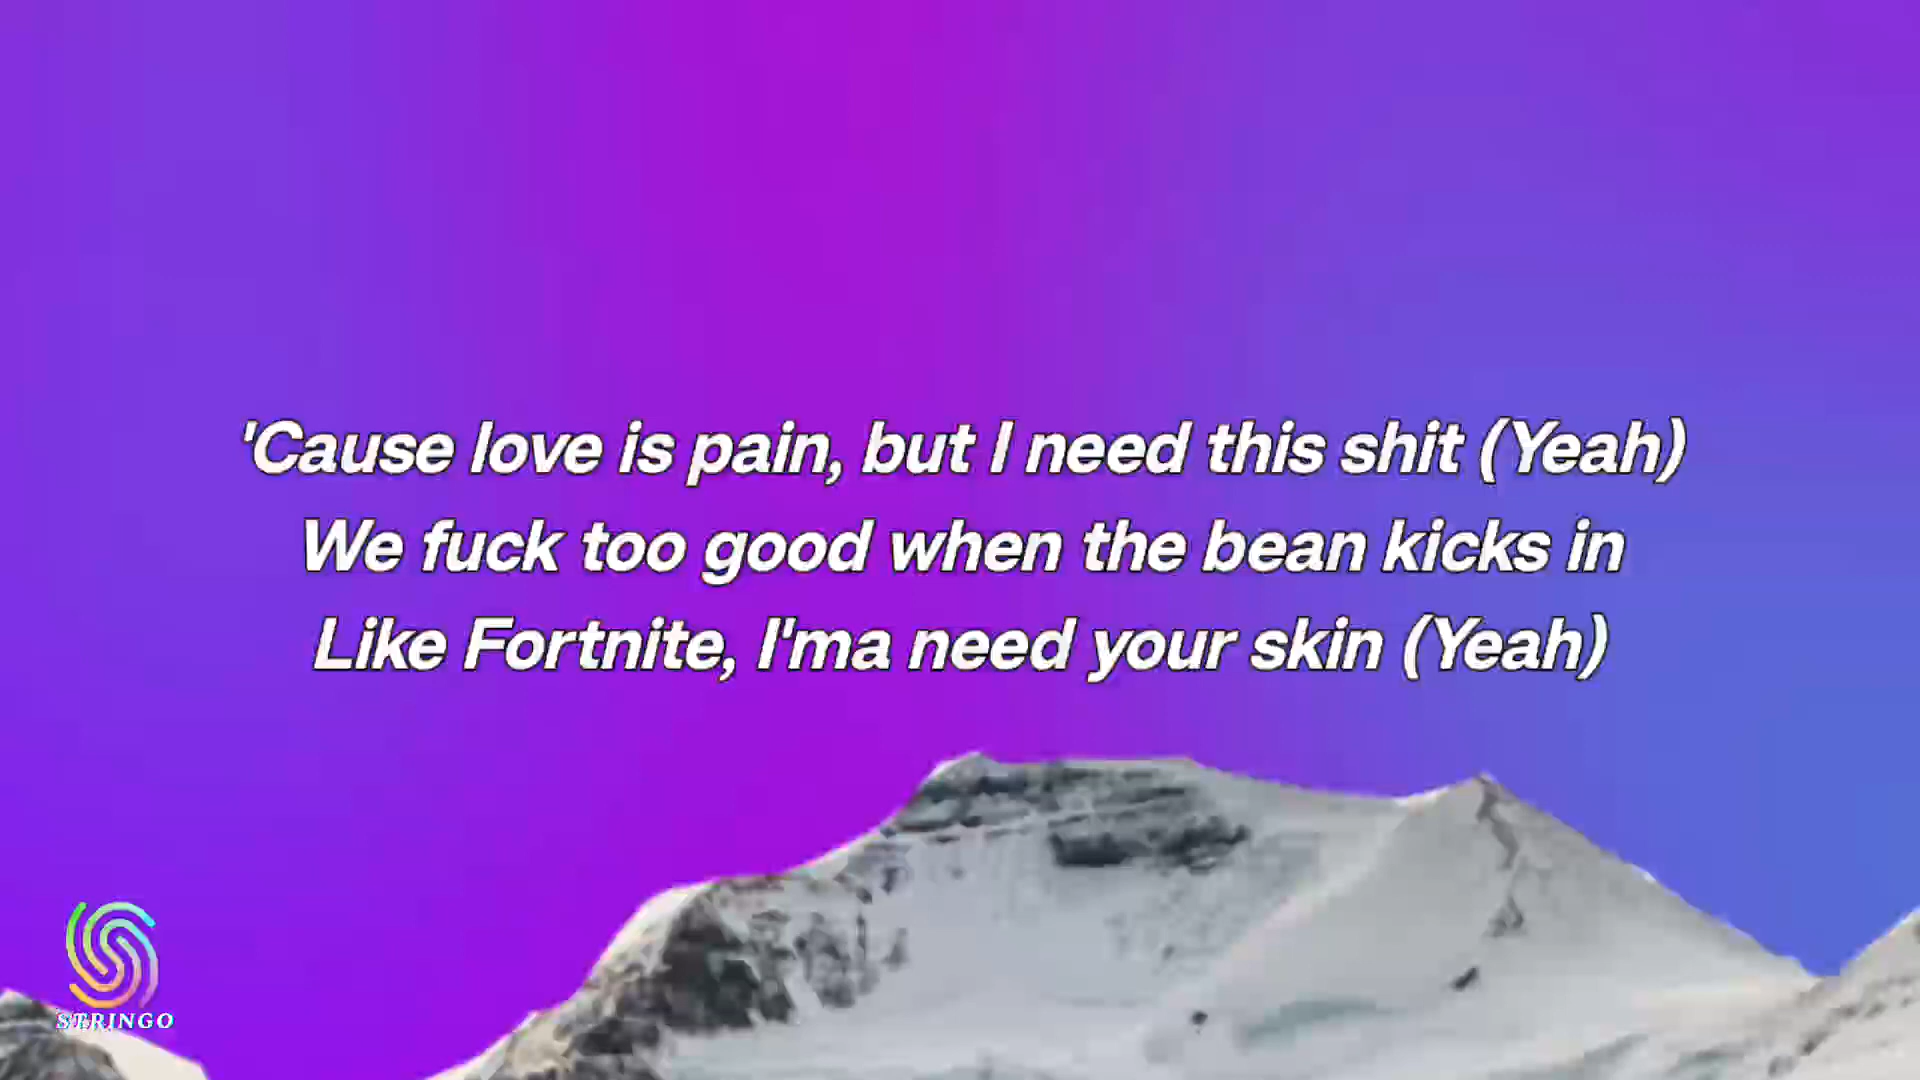 'Cause love is pain, but I need this shit (Yeah)
We fuck too good when the bean kicks in
Like Fortnite, I'ma need your skin (Yeah)
STRINGO